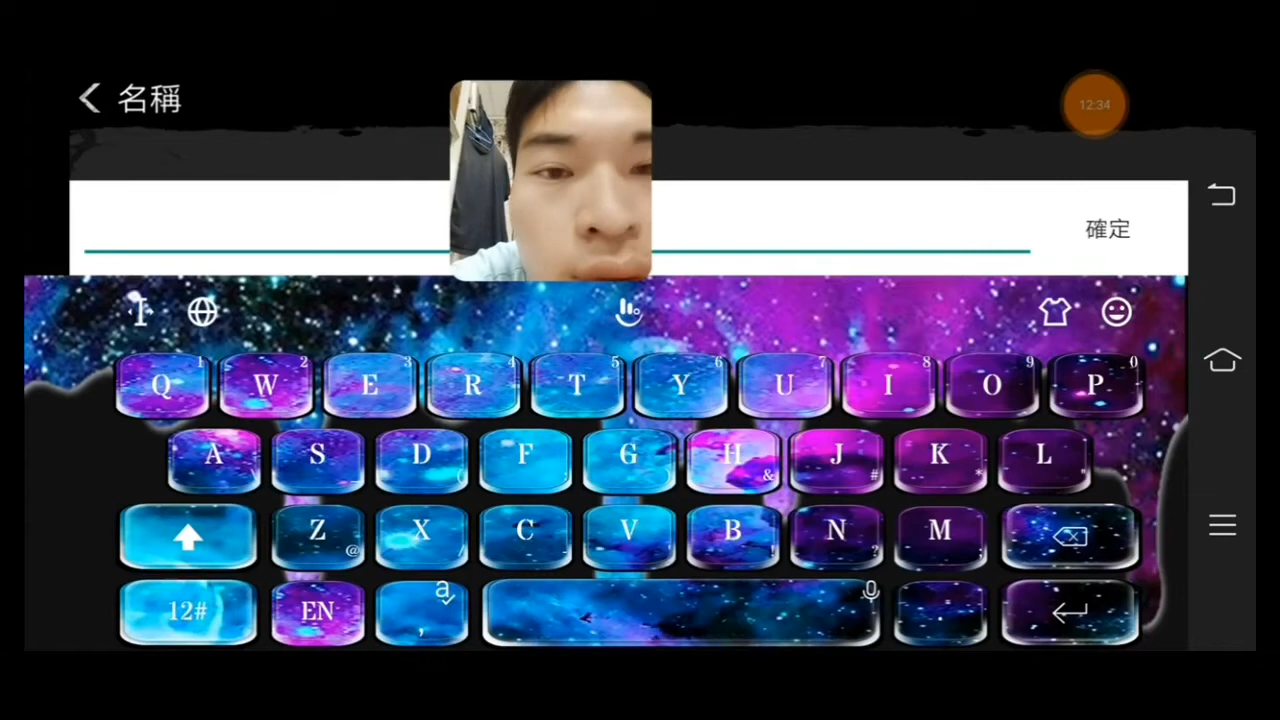 名稱
12:34
確定
Q 1 W 2 E 3 R 4 T 5 Y 6 U 7 I 8 O 9 P 0
A S D ( F : G ) H & J # K * L "
Z @ X / C - V B ! N ? M ;
12# EN a ,